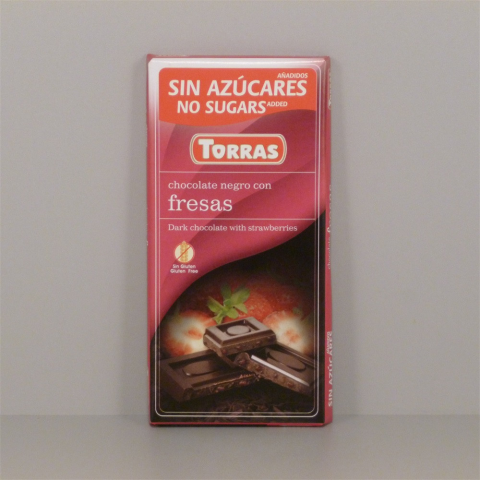 SIN AZÚCARES
AÑADIDOS
NO SUGARS ADDED
TORRAS
chocolate negro con
fresas
Dark chocolate with strawberries
Sin Gluten
Gluten free
SIN AZÚCARES